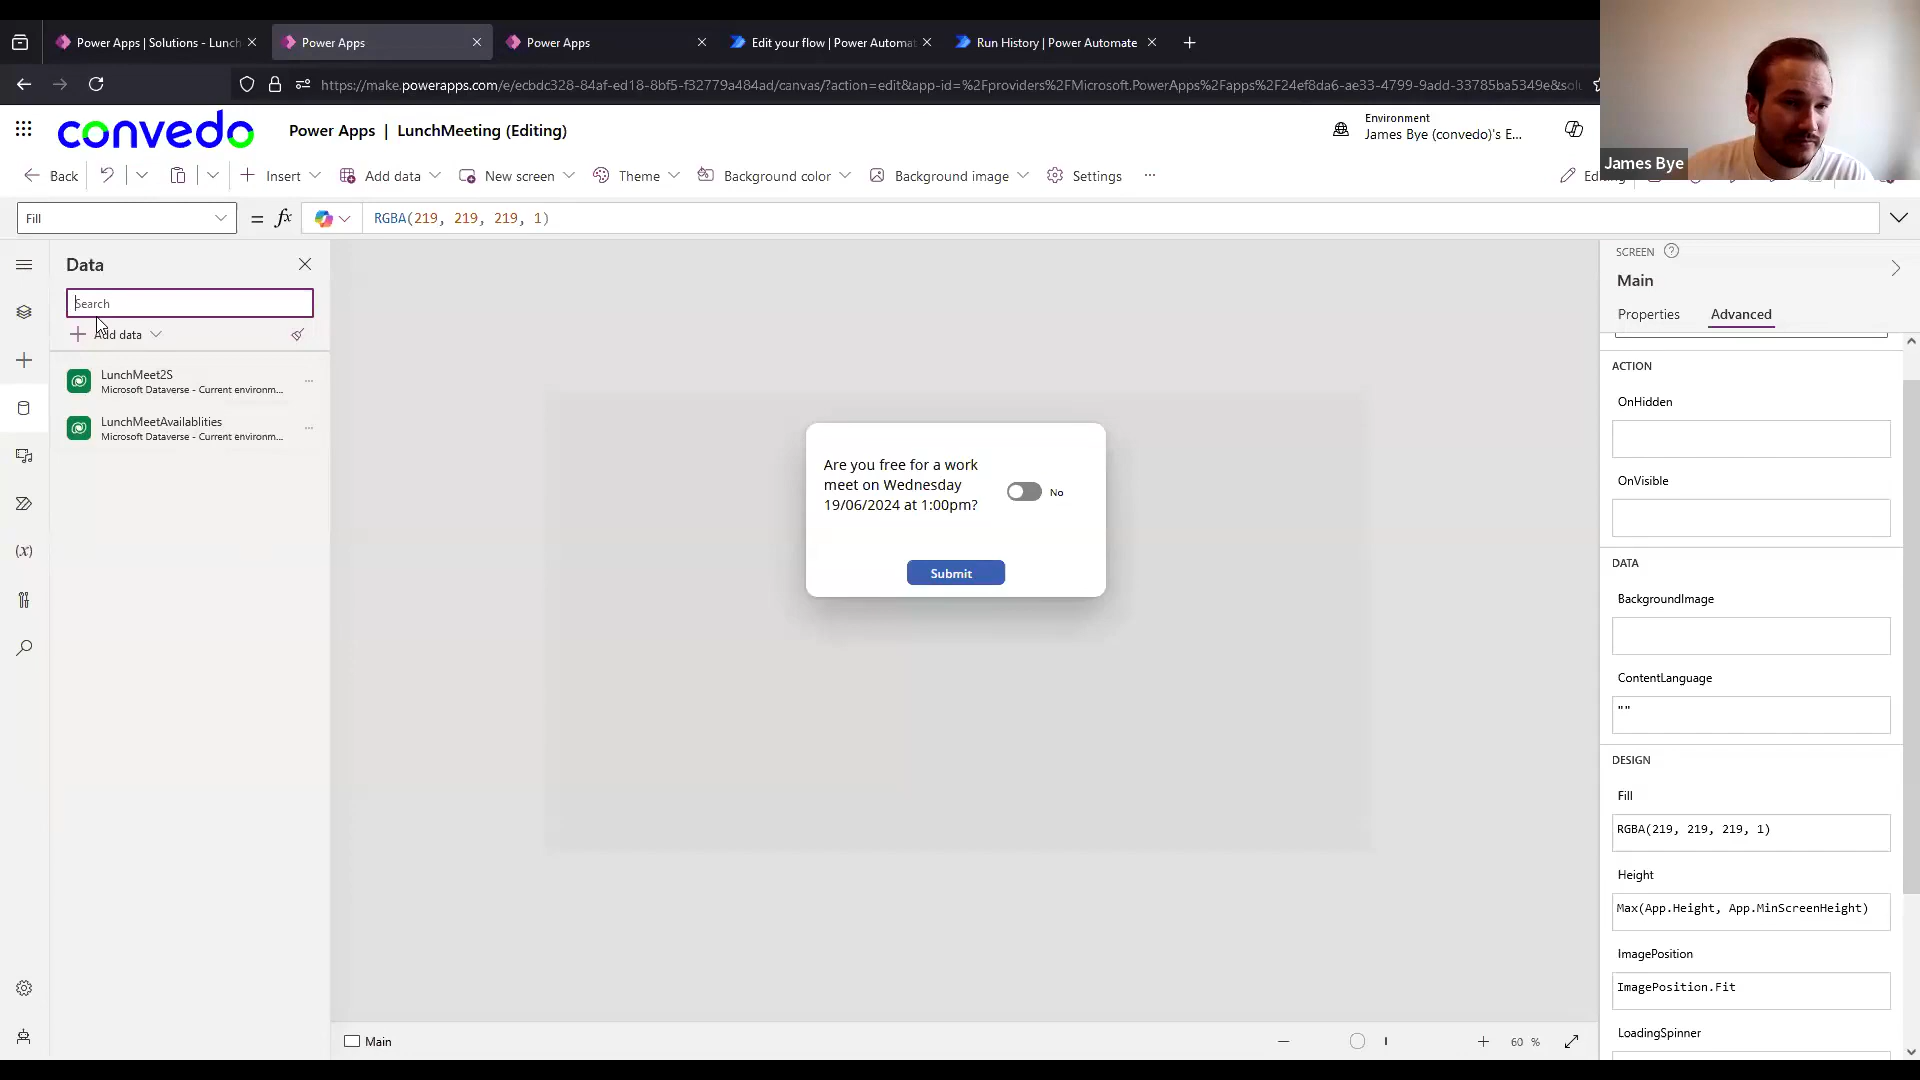 Power Apps | Solutions - Lunch
Power Apps
Power Apps
Edit your flow | Power Automat
Run History | Power Automate
https://make.powerapps.com/e/ecbdc328-84af-ed18-8bf5-f32779a484ad/canvas/?action=edit&app-id=%2Fproviders%2FMicrosoft.PowerApps%2Fapps%2F24ef8da6-ae33-4799-9add-33785ba5349e&sol
convedo
Power Apps | LunchMeeting (Editing)
Environment
James Bye (convedo)'s E...
James Bye
Back
Insert
Add data
New screen
Theme
Background color
Background image
Settings
...
Fill
= fx
RGBA(219, 219, 219, 1)
Data
Search
Add data
LunchMeet2S
Microsoft Dataverse - Current environm...
LunchMeetAvailablities
Microsoft Dataverse - Current environm...
(x)
Are you free for a work
meet on Wednesday
19/06/2024 at 1:00pm?
No
Submit
SCREEN
Main
Properties
Advanced
ACTION
OnHidden
OnVisible
DATA
BackgroundImage
ContentLanguage
""
DESIGN
Fill
RGBA(219, 219, 219, 1)
Height
Max(App.Height, App.MinScreenHeight)
ImagePosition
ImagePosition.Fit
LoadingSpinner
Main
60 %